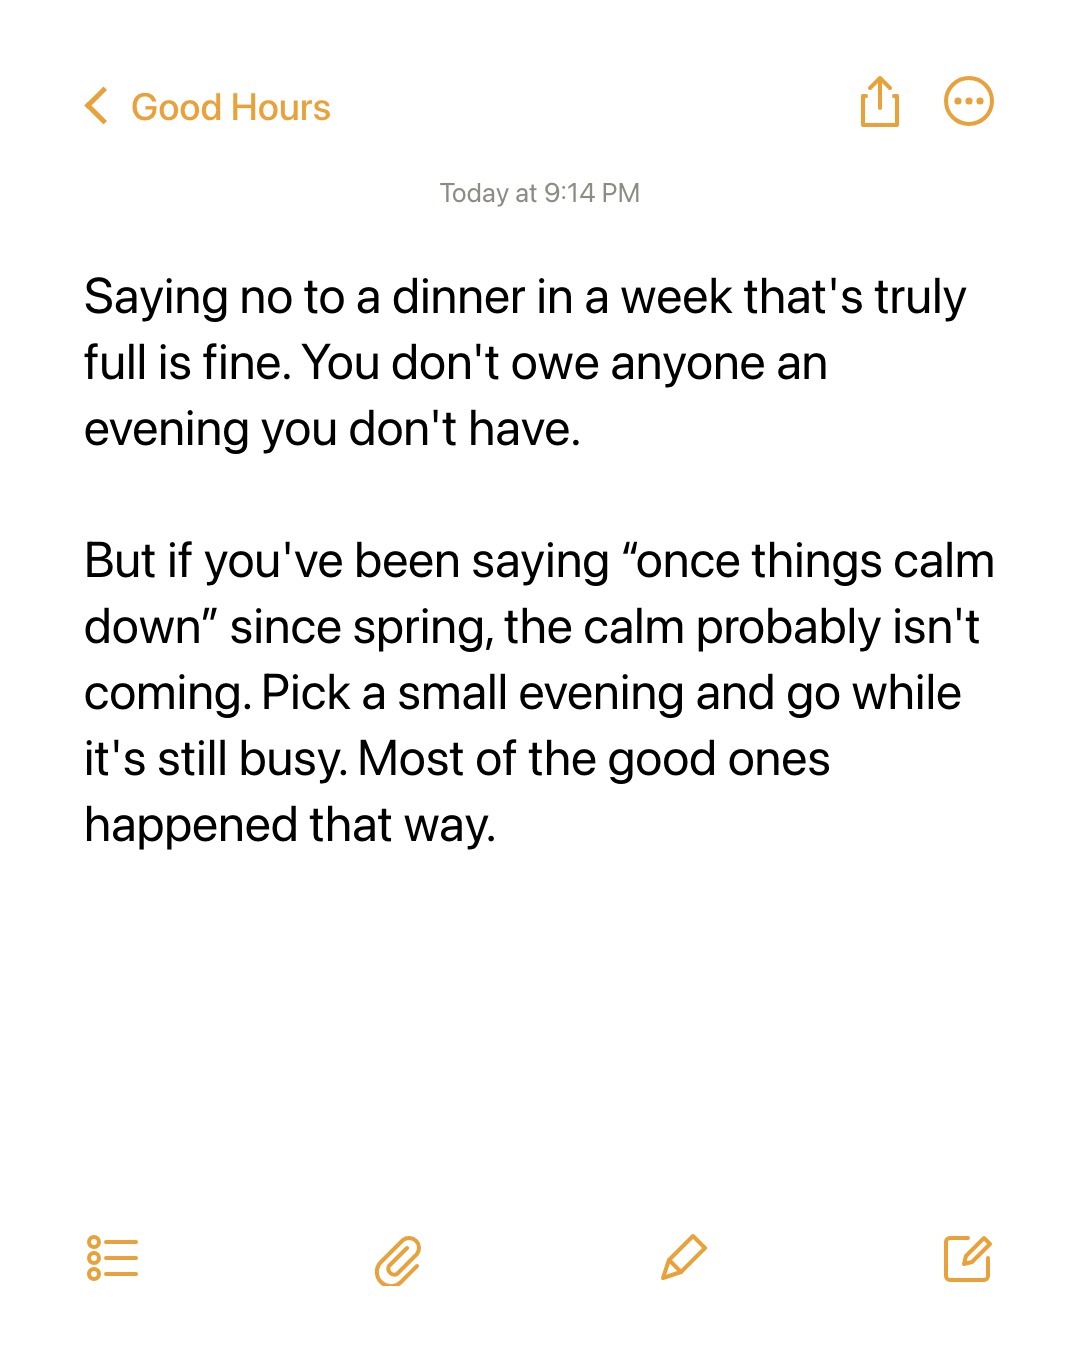 Good Hours
Today at 9:14 PM
Saying no to a dinner in a week that's truly
full is fine. You don't owe anyone an
evening you don't have.
But if you've been saying “once things calm
down” since spring, the calm probably isn't
coming. Pick a small evening and go while
it's still busy. Most of the good ones
happened that way.